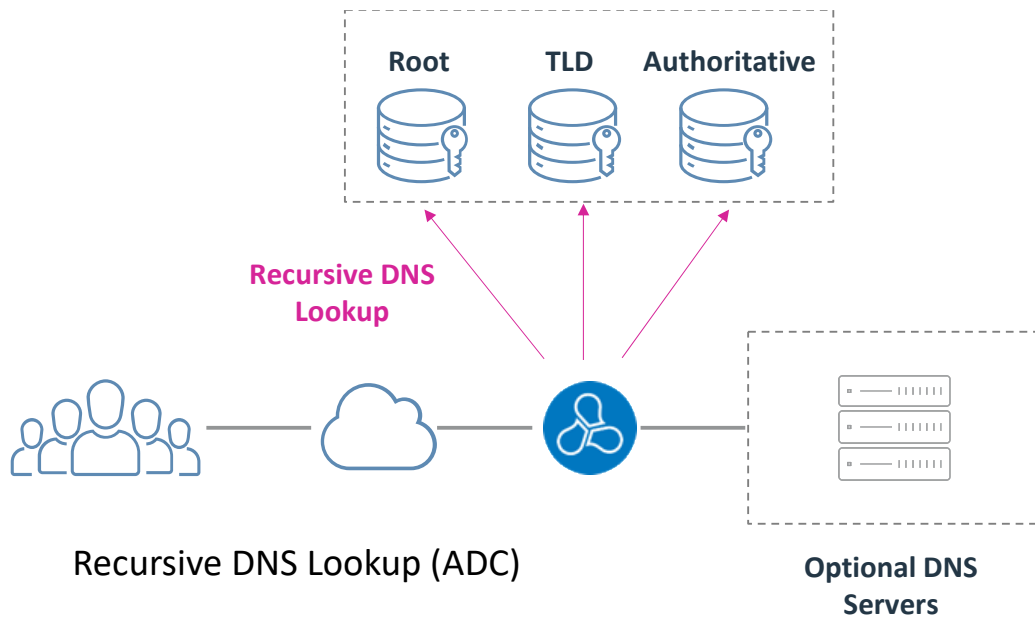 Root
TLD
Authoritative
Recursive DNS
Lookup
Recursive DNS Lookup (ADC)
Optional DNS
Servers